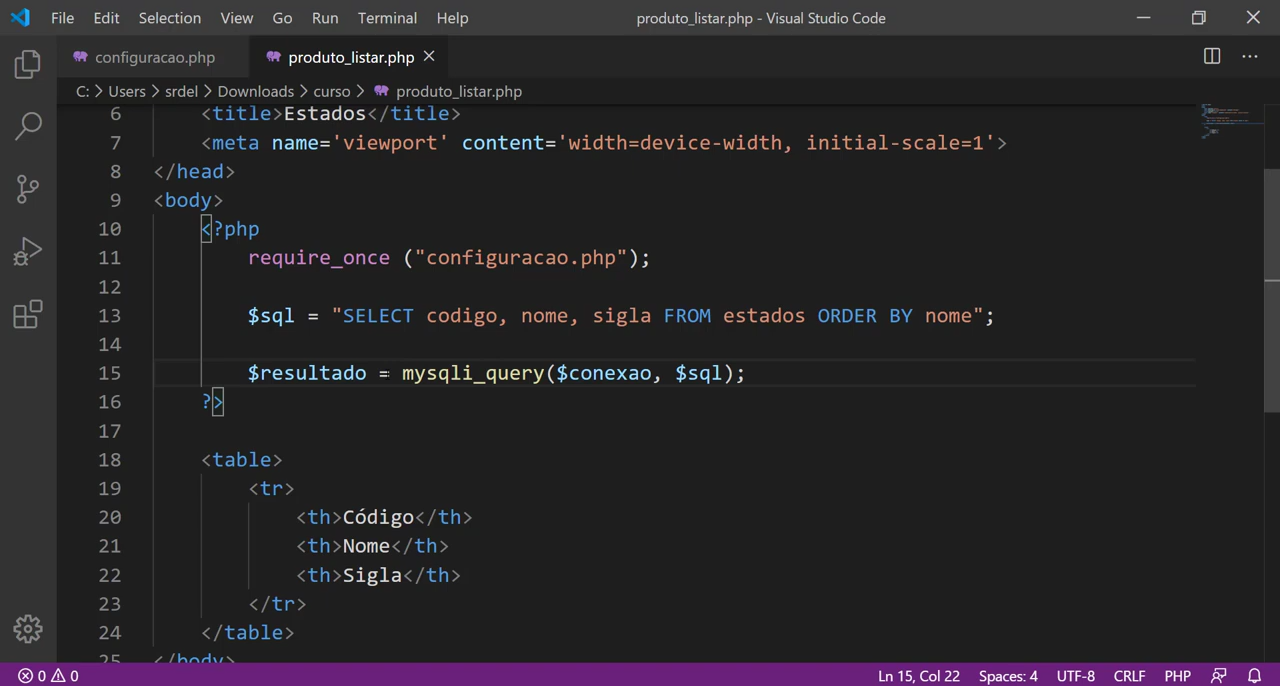 File Edit Selection View Go Run Terminal Help produto_listar.php - Visual Studio Code
configuracao.php produto_listar.php
C: > Users > srdel > Downloads > curso > produto_listar.php
6 <title>Estados</title>
7 <meta name='viewport' content='width=device-width, initial-scale=1'>
8 </head>
9 <body>
10 <?php
11 require_once ("configuracao.php");
12
13 $sql = "SELECT codigo, nome, sigla FROM estados ORDER BY nome";
14
15 $resultado = mysqli_query($conexao, $sql);
16 ?>
17
18 <table>
19 <tr>
20 <th>Código</th>
21 <th>Nome</th>
22 <th>Sigla</th>
23 </tr>
24 </table>
25 </body>
0 0 Ln 15, Col 22 Spaces: 4 UTF-8 CRLF PHP